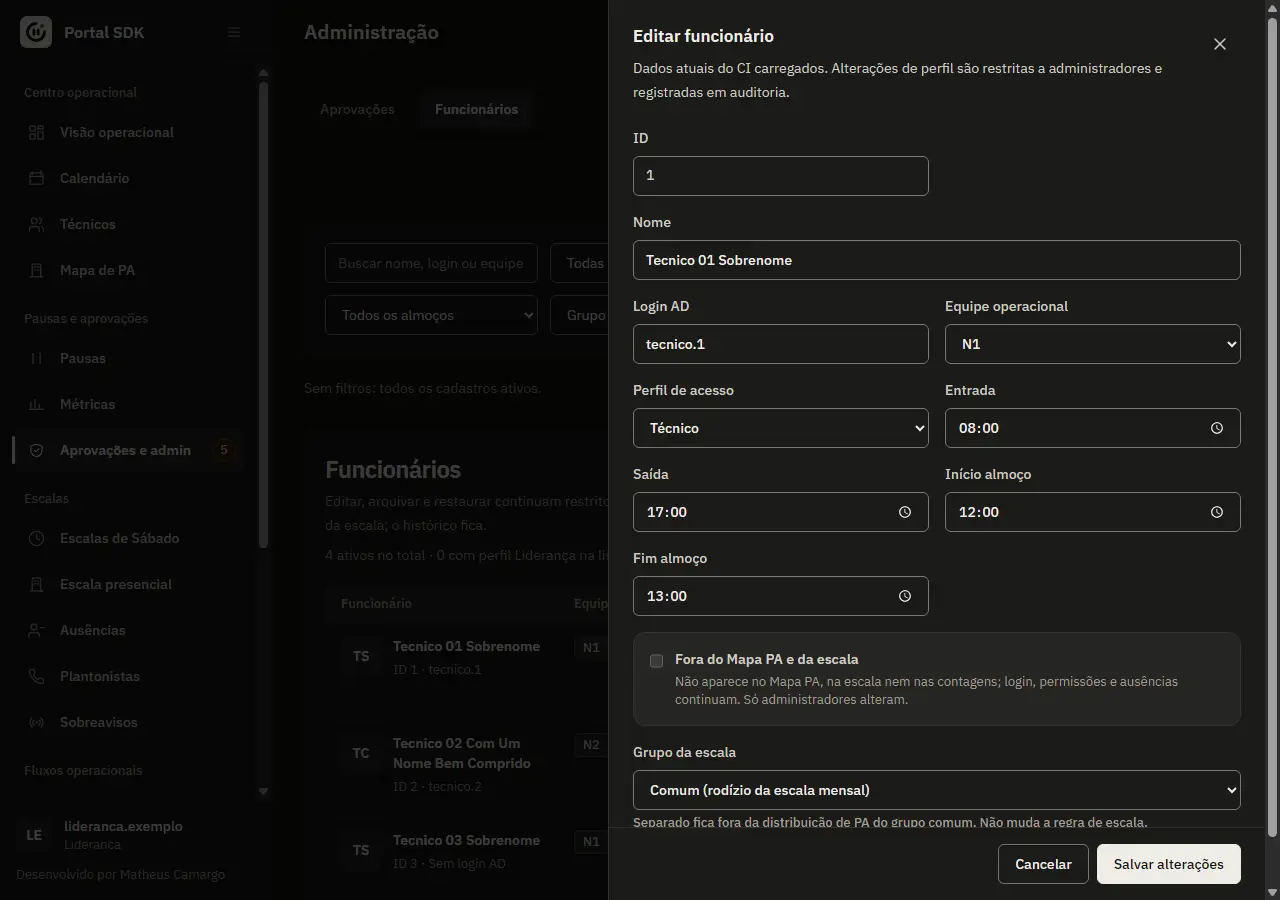 Portal SDK
Centro operacional
Visão operacional
Calendário
Técnicos
Mapa de PA
Pausas e aprovações
Pausas
Métricas
Aprovações e admin 5
Escalas
Escalas de Sábado
Escala presencial
Ausências
Plantonistas
Sobreavisos
Fluxos operacionais
LE
lideranca.exemplo
Lideranca
Desenvolvido por Matheus Camargo
Administração
Aprovações Funcionários
Buscar nome, login ou equipe Todas
Todos os almoços Grupo
Sem filtros: todos os cadastros ativos.
Funcionários
Editar, arquivar e restaurar continuam restrito
da escala; o histórico fica.
4 ativos no total · 0 com perfil Liderança na
Funcionário Equip
TS
Tecnico 01 Sobrenome N1
ID 1 · tecnico.1
TC
Tecnico 02 Com Um N2
Nome Bem Comprido
ID 2 · tecnico.2
TS
Tecnico 03 Sobrenome N1
ID 3 · Sem login AD
Editar funcionário
Dados atuais do CI carregados. Alterações de perfil são restritas a administradores e
registradas em auditoria.
ID
1
Nome
Tecnico 01 Sobrenome
Login AD Equipe operacional
tecnico.1 N1
Perfil de acesso Entrada
Técnico 08:00
Saída Início almoço
17:00 12:00
Fim almoço
13:00
Fora do Mapa PA e da escala
Não aparece no Mapa PA, na escala nem nas contagens; login, permissões e ausências
continuam. Só administradores alteram.
Grupo da escala
Comum (rodízio da escala mensal)
Separado fica fora da distribuição de PA do grupo comum. Não muda a regra de escala.
Cancelar Salvar alterações